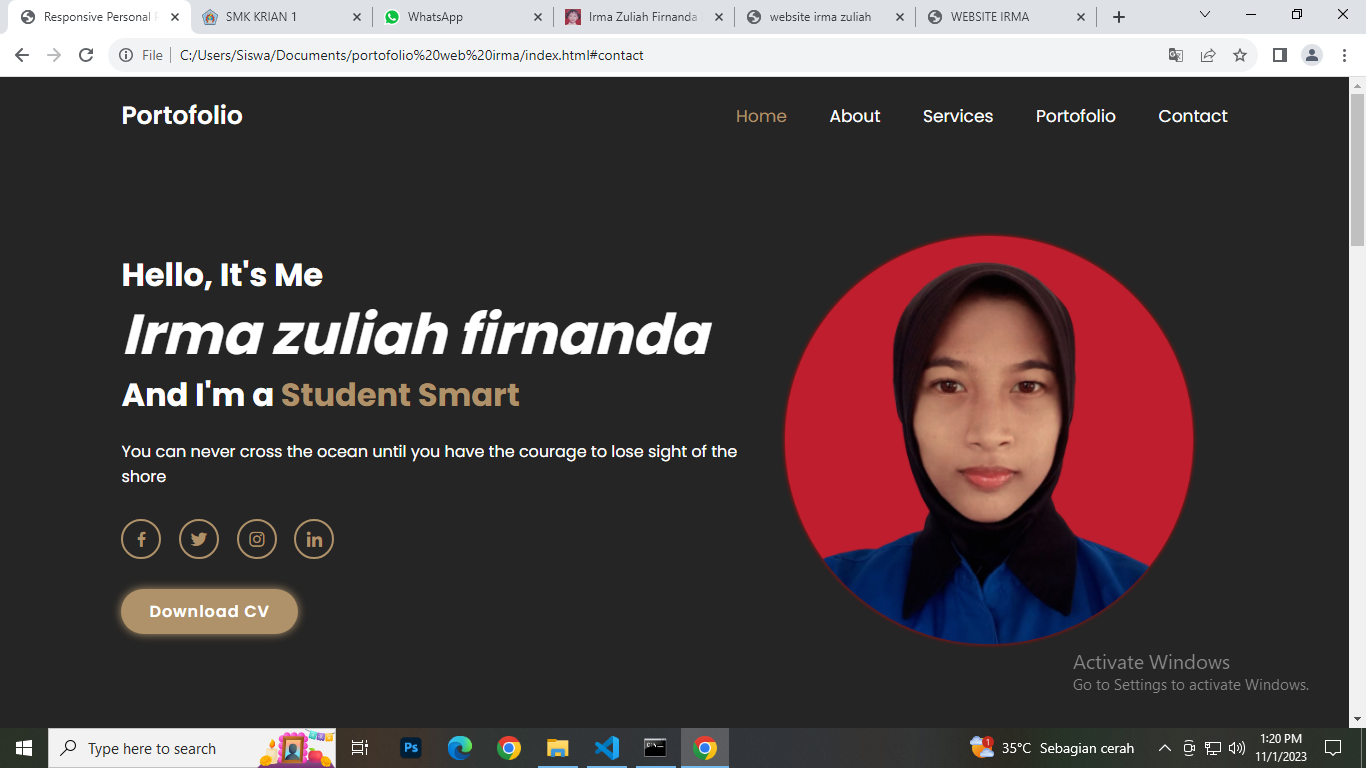 Responsive Personal
SMK KRIAN 1
WhatsApp
Irma Zuliah Firnanda
website irma zuliah
WEBSITE IRMA
File
C:/Users/Siswa/Documents/portofolio%20web%20irma/index.html#contact
Portofolio
Home
About
Services
Portofolio
Contact
Hello, It's Me
Irma zuliah firnanda
And I'm a Student Smart
You can never cross the ocean until you have the courage to lose sight of the
shore
Download CV
Activate Windows
Go to Settings to activate Windows.
Type here to search
Ps
1
35°C Sebagian cerah
1:20 PM
11/1/2023